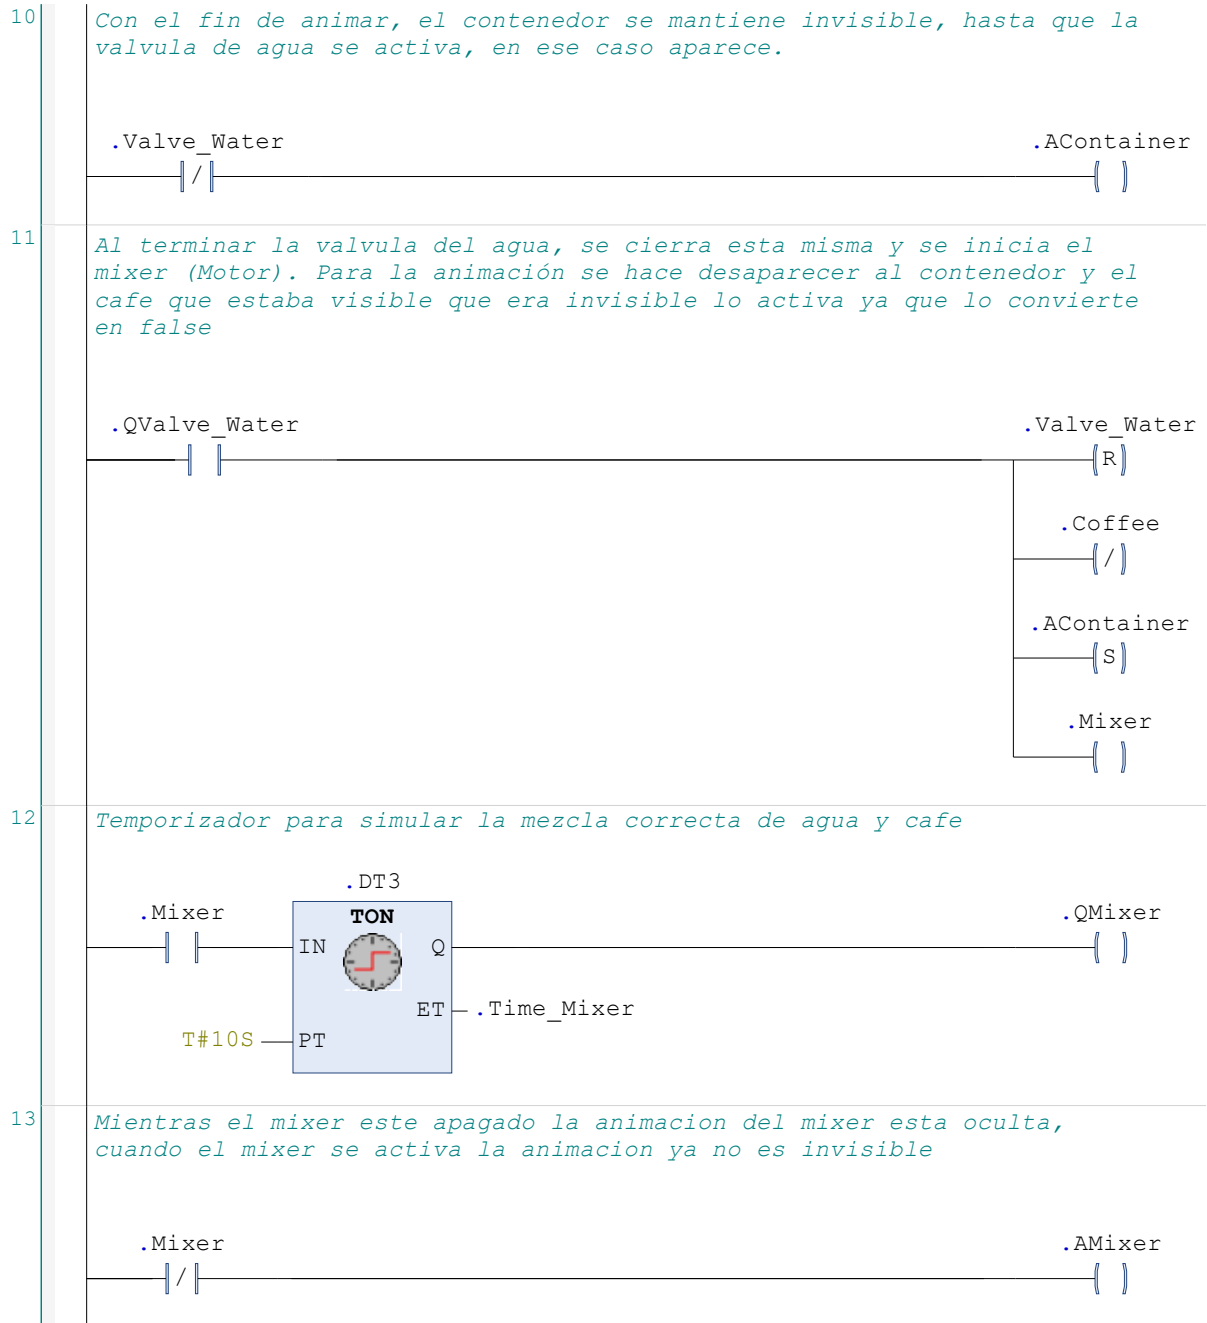 10
Con el fin de animar, el contenedor se mantiene invisible, hasta que la
valvula de agua se activa, en ese caso aparece.
.Valve_Water
.AContainer
/
11
Al terminar la valvula del agua, se cierra esta misma y se inicia el
mixer (Motor). Para la animación se hace desaparecer al contenedor y el
cafe que estaba visible que era invisible lo activa ya que lo convierte
en false
.QValve_Water
.Valve_Water
R
.Coffee
/
.AContainer
S
.Mixer
12
Temporizador para simular la mezcla correcta de agua y cafe
.DT3
.Mixer
TON
.QMixer
IN
Q
ET
.Time_Mixer
T#10S
PT
13
Mientras el mixer este apagado la animacion del mixer esta oculta,
cuando el mixer se activa la animacion ya no es invisible
.Mixer
.AMixer
/